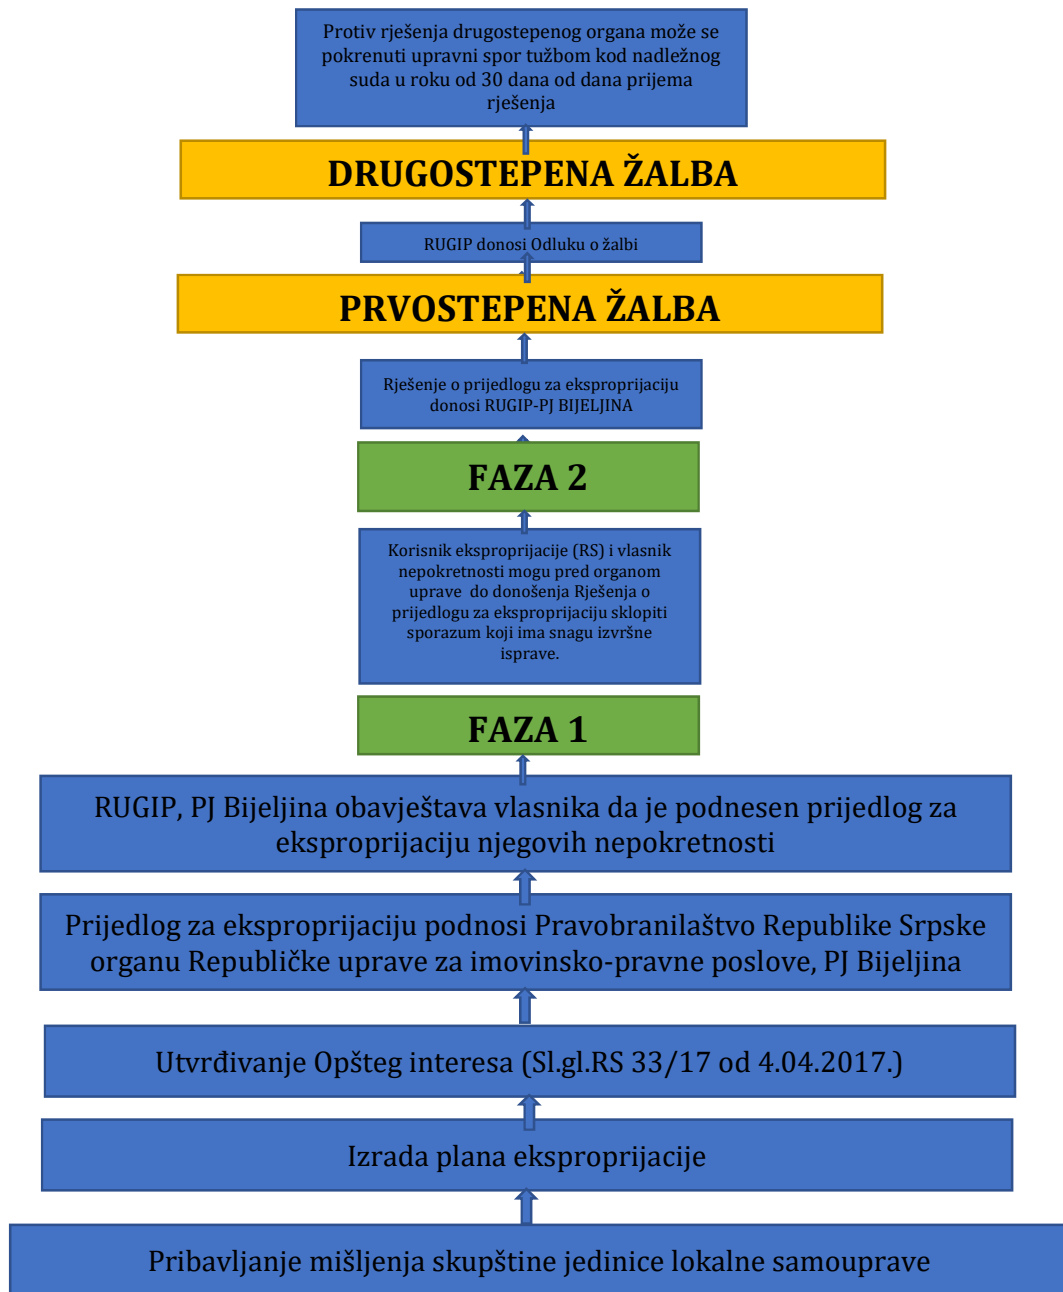 Protiv rješenja drugostepenog organa može se
pokrenuti upravni spor tužbom kod nadležnog
suda u roku od 30 dana od dana prijema
rješenja
DRUGOSTEPENA ŽALBA
RUGIP donosi Odluku o žalbi
PRVOSTEPENA ŽALBA
Rješenje o prijedlogu za eksproprijaciju
donosi RUGIP-PJ BIJELJINA
FAZA 2
Korisnik eksproprijacije (RS) i vlasnik
nepokretnosti mogu pred organom
uprave do donošenja Rješenja o
prijedlogu za eksproprijaciju sklopiti
sporazum koji ima snagu izvršne
isprave.
FAZA 1
RUGIP, PJ Bijeljina obavještava vlasnika da je podnesen prijedlog za
eksproprijaciju njegovih nepokretnosti
Prijedlog za eksproprijaciju podnosi Pravobranilaštvo Republike Srpske
organu Republičke uprave za imovinsko-pravne poslove, PJ Bijeljina
Utvrđivanje Opšteg interesa (Sl.gl.RS 33/17 od 4.04.2017.)
Izrada plana eksproprijacije
Pribavljanje mišljenja skupštine jedinice lokalne samouprave